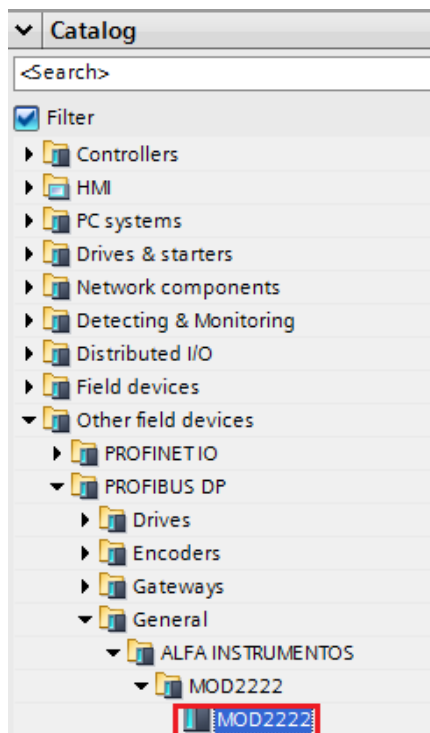 Catalog
<Search>
Filter
Controllers
HMI
PC systems
Drives & starters
Network components
Detecting & Monitoring
Distributed I/O
Field devices
Other field devices
PROFINET IO
PROFIBUS DP
Drives
Encoders
Gateways
General
ALFA INSTRUMENTOS
MOD2222
MOD2222